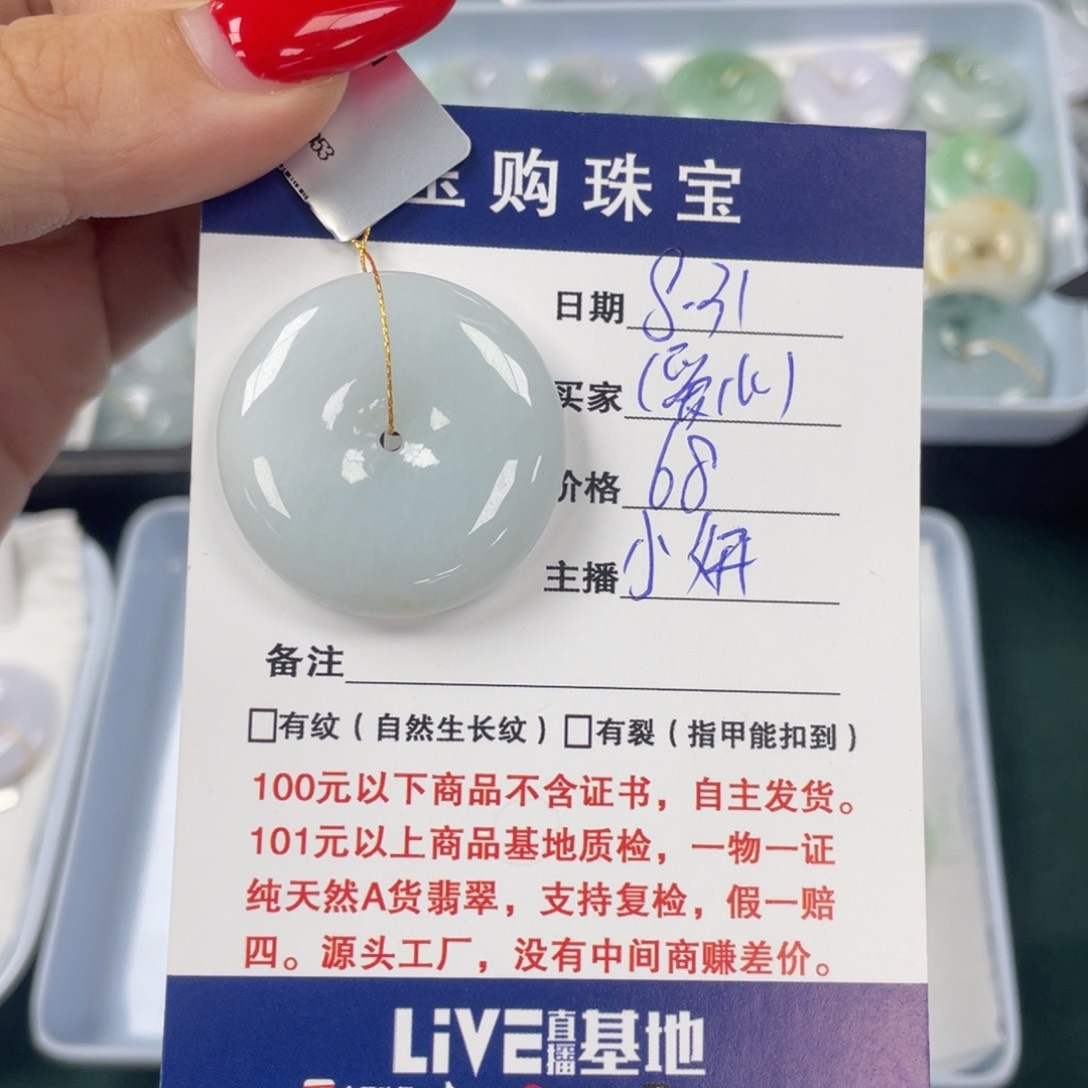 53
购珠宝
日期 8-31
买家 (爱心)
价格 68
主播 小妍
备注
□有纹（自然生长纹）□有裂（指甲能扣到）
100元以下商品不含证书，自主发货。
101元以上商品基地质检，一物一证
纯天然A货翡翠，支持复检，假一赔
四。源头工厂，没有中间商赚差价。
LiVE直播基地